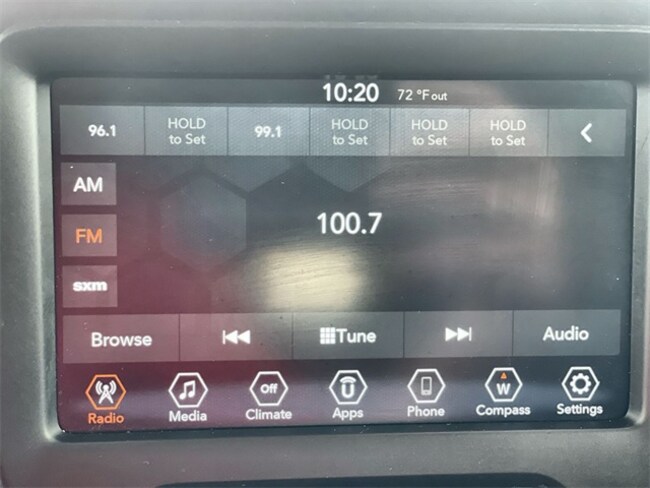 10:20 72 °F out
96.1 HOLD to Set 99.1 HOLD to Set HOLD to Set HOLD to Set
AM
100.7
FM
sxm
Browse Tune Audio
Off U W
Radio Media Climate Apps Phone Compass Settings